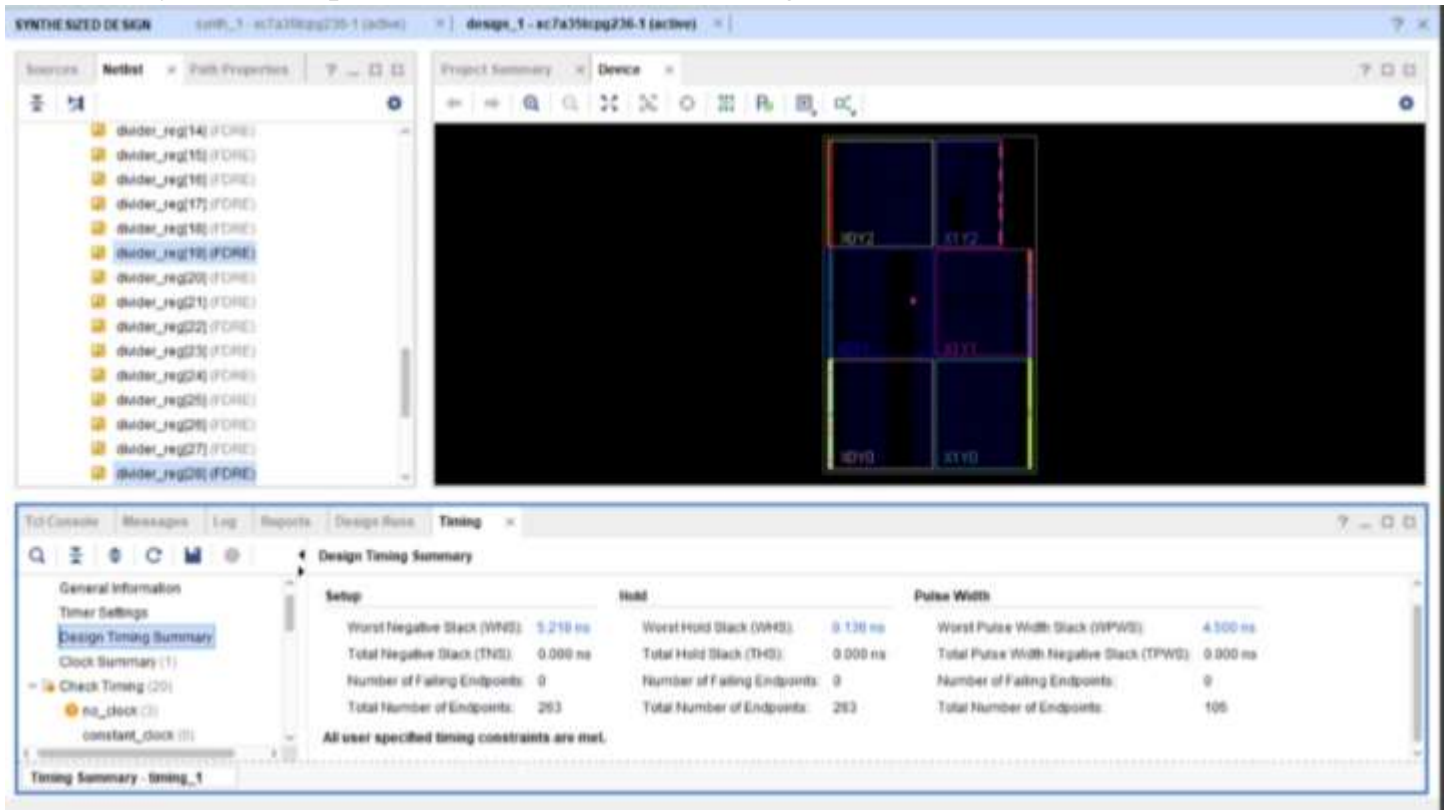 SYNTHESIZED DESIGN synth_1 - xc7a35tcpg236-1 (active) × design_1 - xc7a35tcpg236-1 (active) × ? ×
Sources Netlist × Path Properties ? _
Project Summary × Device × ?
divider_reg[14] (FDRE)
divider_reg[15] (FDRE)
divider_reg[16] (FDRE)
divider_reg[17] (FDRE)
divider_reg[18] (FDRE)
divider_reg[19] (FDRE)
divider_reg[20] (FDRE)
divider_reg[21] (FDRE)
divider_reg[22] (FDRE)
divider_reg[23] (FDRE)
divider_reg[24] (FDRE)
divider_reg[25] (FDRE)
divider_reg[26] (FDRE)
divider_reg[27] (FDRE)
divider_reg[28] (FDRE)
X0Y2 X1Y2
X1Y1
X0Y0 X1Y0
Tcl Console Messages Log Reports Design Runs Timing × ? _
Design Timing Summary
General Information
Timer Settings
Design Timing Summary
Clock Summary (1)
Check Timing (20)
no_clock (3)
constant_clock (0)
Setup Hold Pulse Width
Worst Negative Slack (WNS): 5.218 ns Worst Hold Slack (WHS): ns Worst Pulse Width Slack (WPWS): 4.500 ns
Total Negative Slack (TNS): 0.000 ns Total Hold Slack (THS): 0.000 ns Total Pulse Width Negative Slack (TPWS): 0.000 ns
Number of Failing Endpoints: 0 Number of Failing Endpoints: 0 Number of Failing Endpoints: 0
Total Number of Endpoints: 263 Total Number of Endpoints: 263 Total Number of Endpoints: 105
All user specified timing constraints are met.
Timing Summary - timing_1